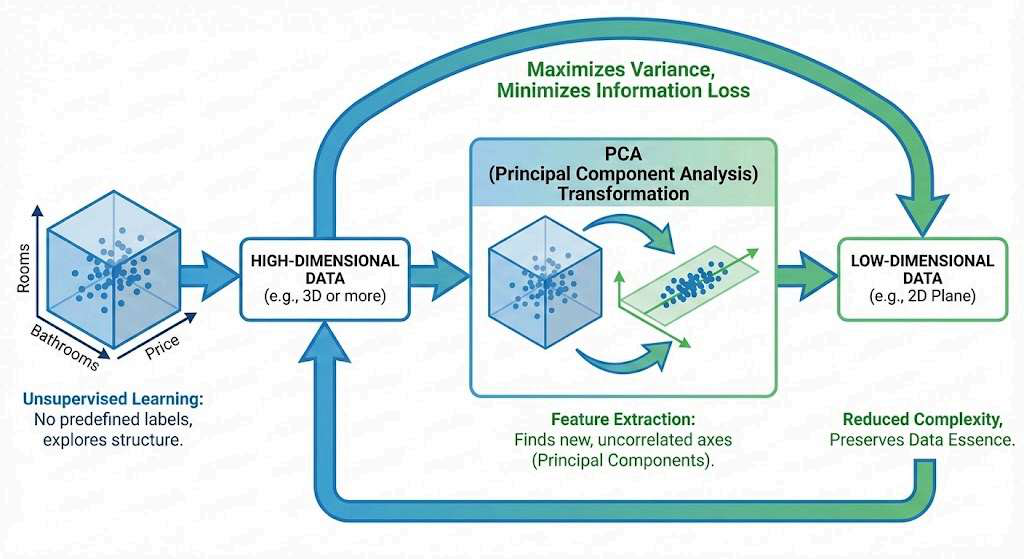 Maximizes Variance,
Minimizes Information Loss
PCA
(Principal Component Analysis)
Transformation
Rooms
Bathrooms
Price
HIGH-DIMENSIONAL
DATA
(e.g., 3D or more)
LOW-DIMENSIONAL
DATA
(e.g., 2D Plane)
Unsupervised Learning:
No predefined labels,
explores structure.
Feature Extraction:
Finds new, uncorrelated axes
(Principal Components).
Reduced Complexity,
Preserves Data Essence.